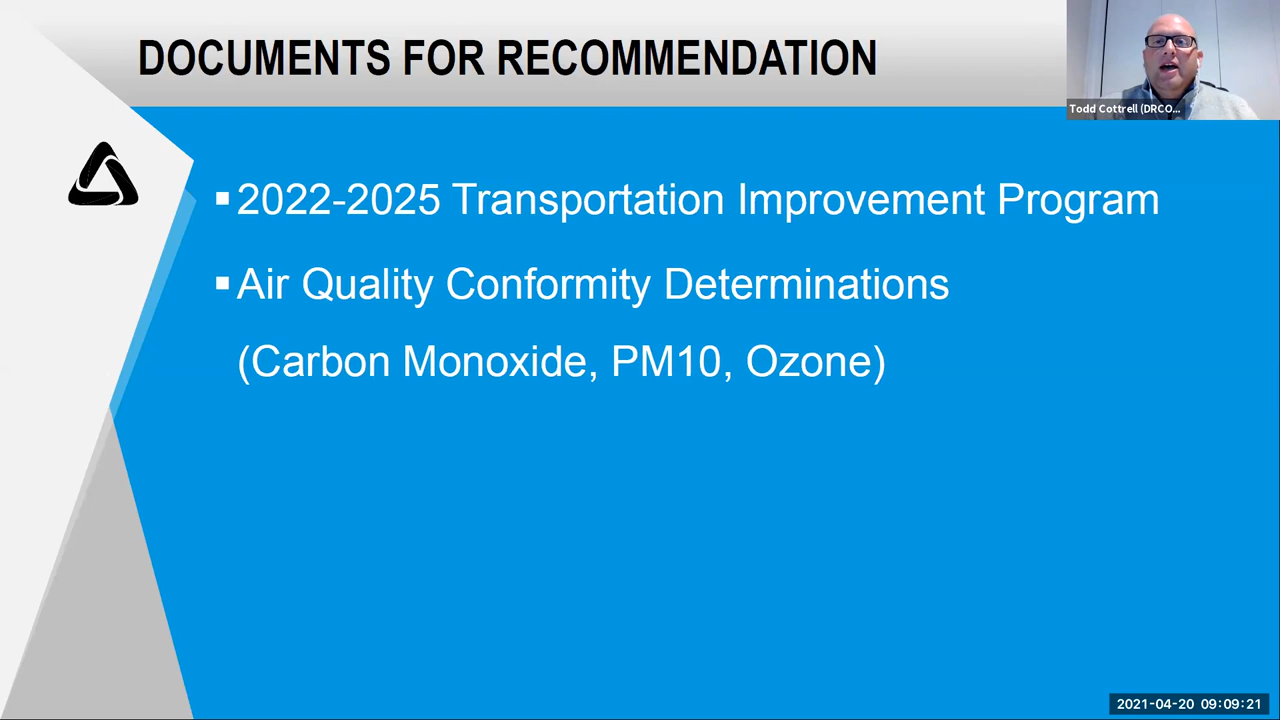 DOCUMENTS FOR RECOMMENDATION
Todd Cottrell (DRCO...
▪2022-2025 Transportation Improvement Program
▪Air Quality Conformity Determinations
(Carbon Monoxide, PM10, Ozone)
2021-04-20 09:09:21